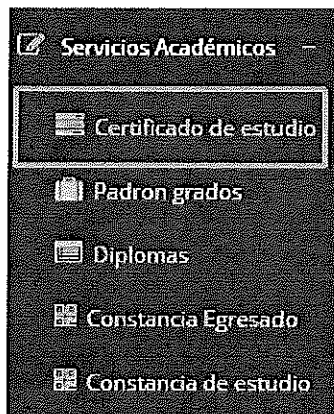 Servicios Académicos –
Certificado de estudio
Padron grados
Diplomas
Constancia Egresado
Constancia de estudio